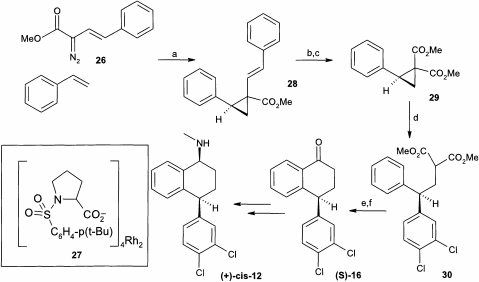 O
MeO
N₂
26
a
28
CO₂Me
H
b,c
CO₂Me
CO₂Me
H
29
d
MeO₂C
CO₂Me
H
Cl
Cl
30
e,f
O
H
Cl
Cl
(S)-16
NH
H
Cl
Cl
(+)-cis-12
N
O
S
O
CO₂⁻
C₆H₄-p(t-Bu)
4Rh₂
27